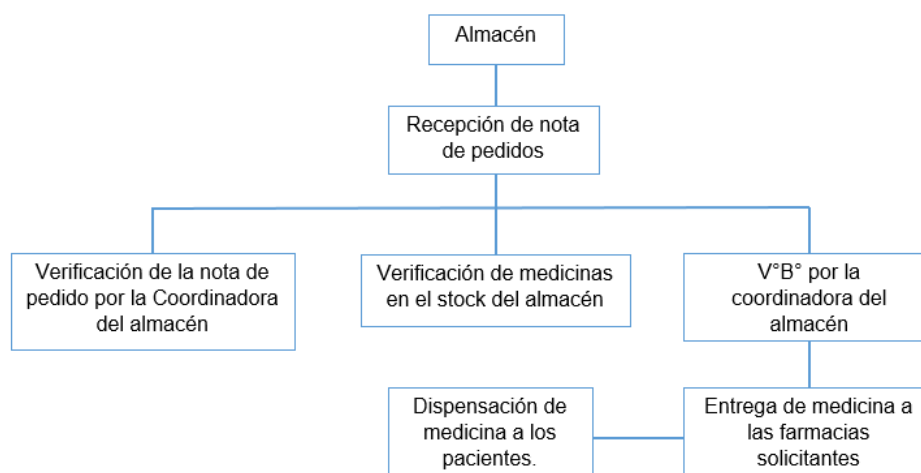 Almacén
Recepción de nota
de pedidos
Verificación de la nota de
pedido por la Coordinadora
del almacén
Verificación de medicinas
en el stock del almacén
V°B° por la
coordinadora del
almacén
Dispensación de
medicina a los
pacientes.
Entrega de medicina a
las farmacias
solicitantes